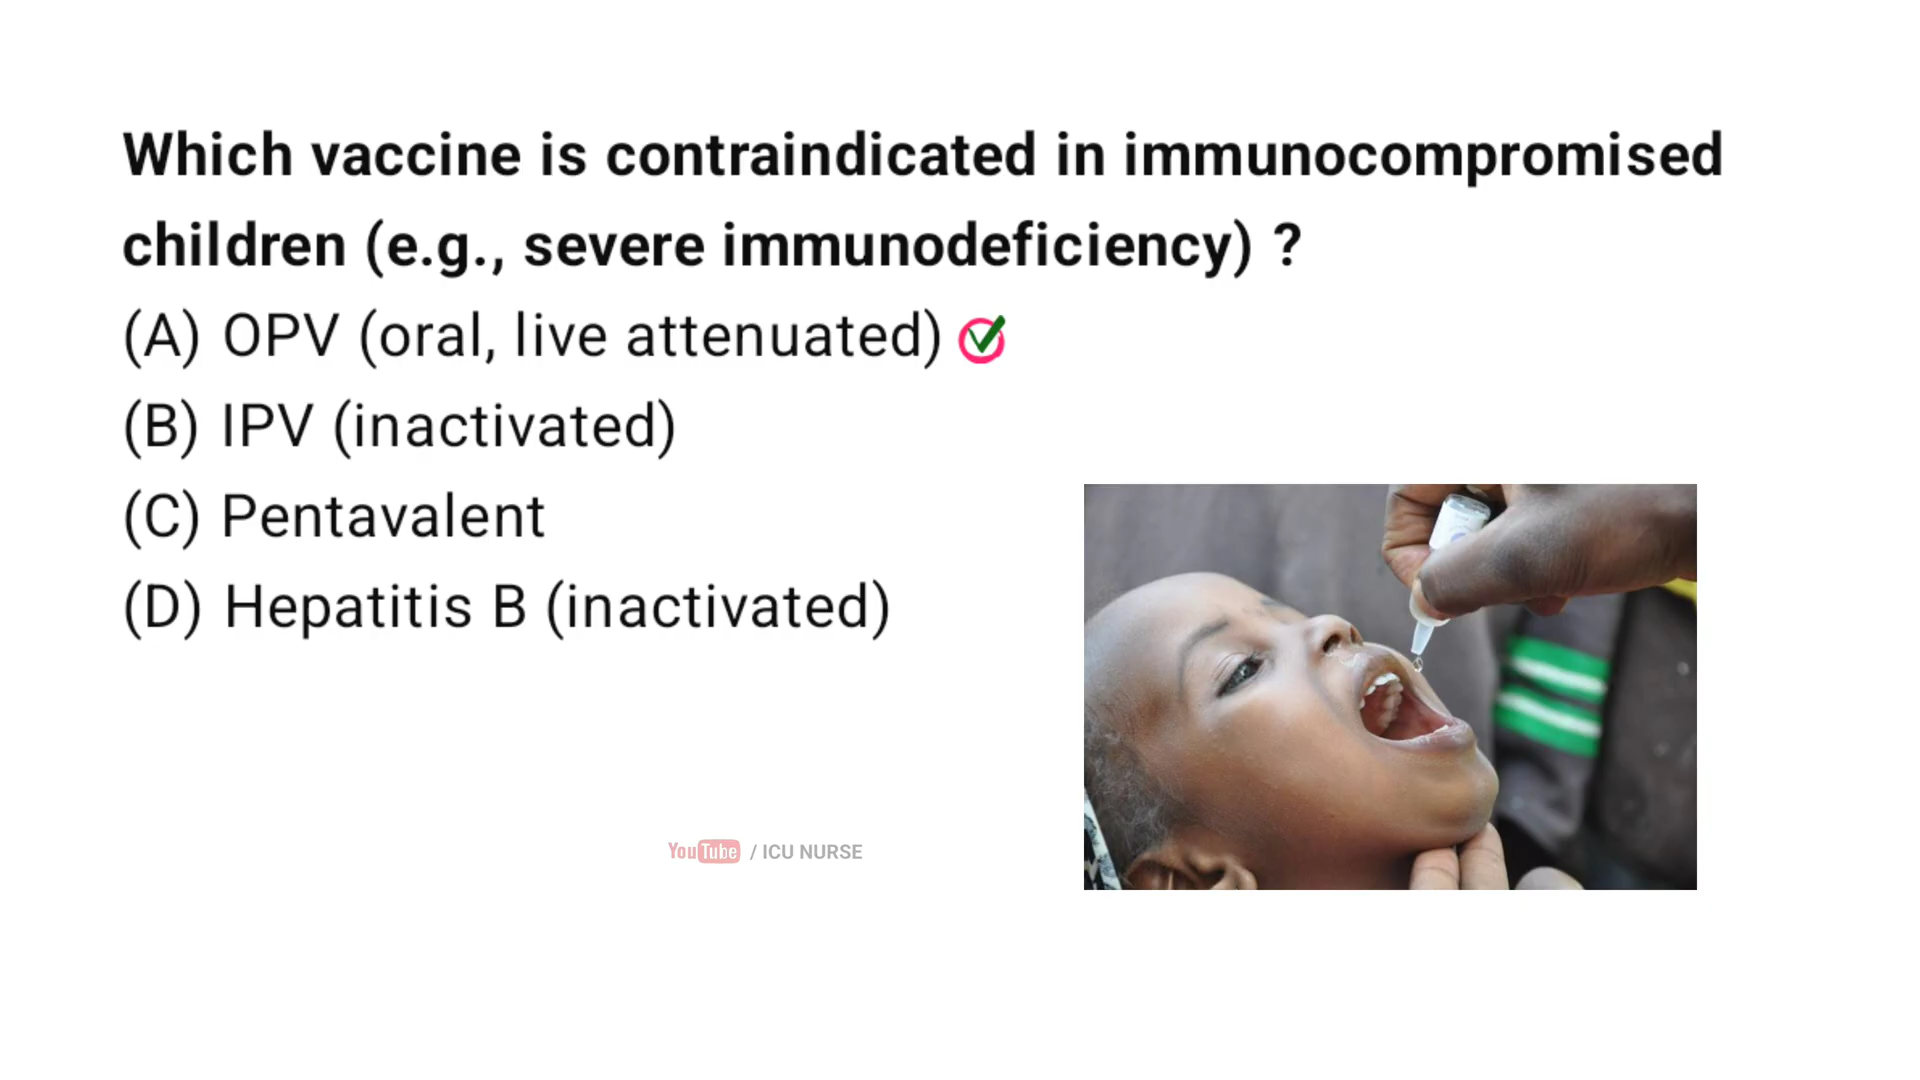 Which vaccine is contraindicated in immunocompromised
children (e.g., severe immunodeficiency) ?
(A) OPV (oral, live attenuated)
(B) IPV (inactivated)
(C) Pentavalent
(D) Hepatitis B (inactivated)
YouTube / ICU NURSE